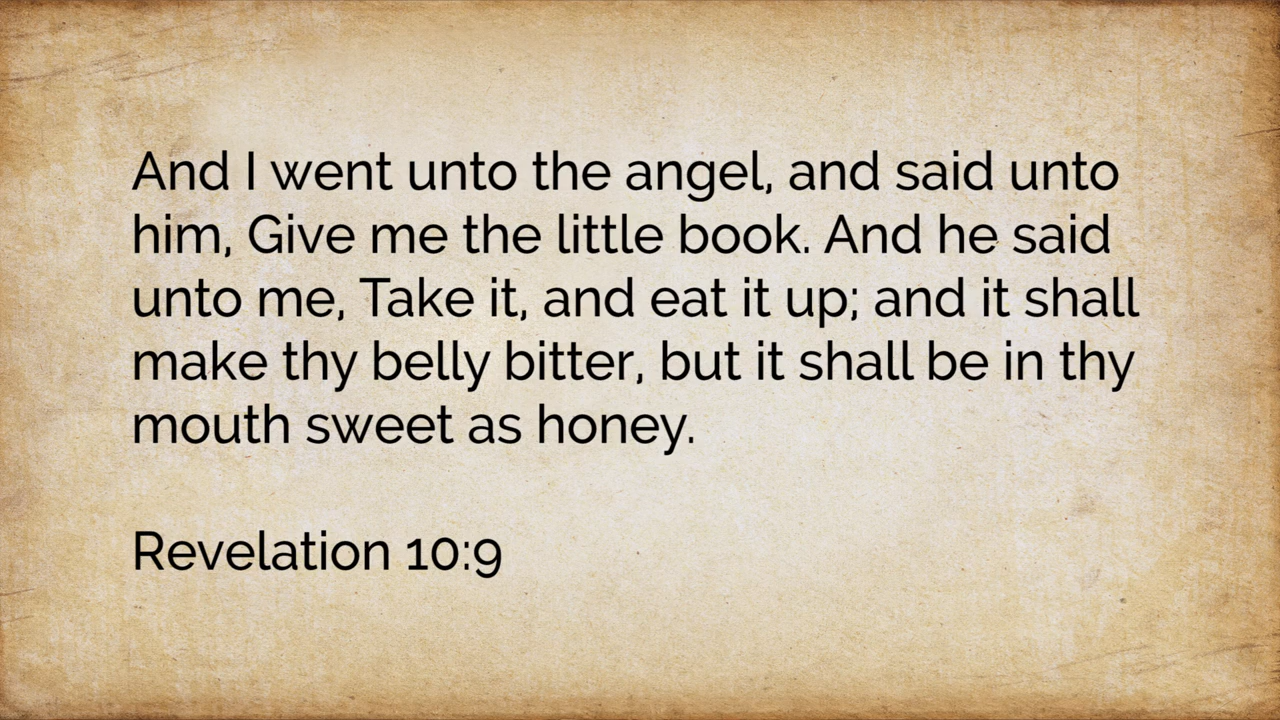 And I went unto the angel, and said unto
him, Give me the little book. And he said
unto me, Take it, and eat it up; and it shall
make thy belly bitter, but it shall be in thy
mouth sweet as honey.
Revelation 10:9